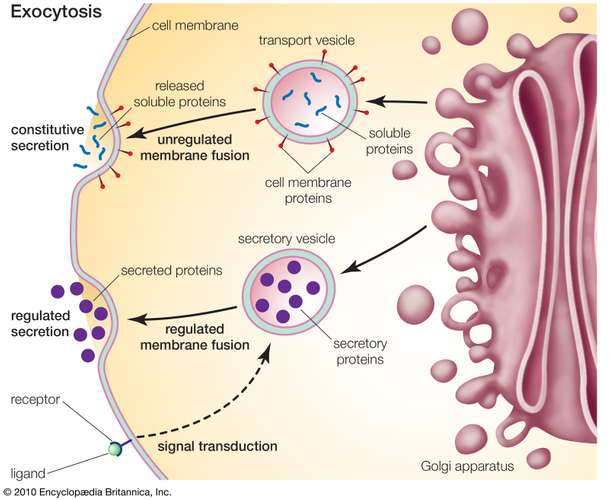 Exocytosis
cell membrane
transport vesicle
released
soluble proteins
constitutive
secretion
unregulated
membrane fusion
soluble
proteins
cell membrane
proteins
secretory vesicle
secreted proteins
regulated
secretion
regulated
membrane fusion
secretory
proteins
receptor
signal transduction
ligand
Golgi apparatus
© 2010 Encyclopædia Britannica, Inc.